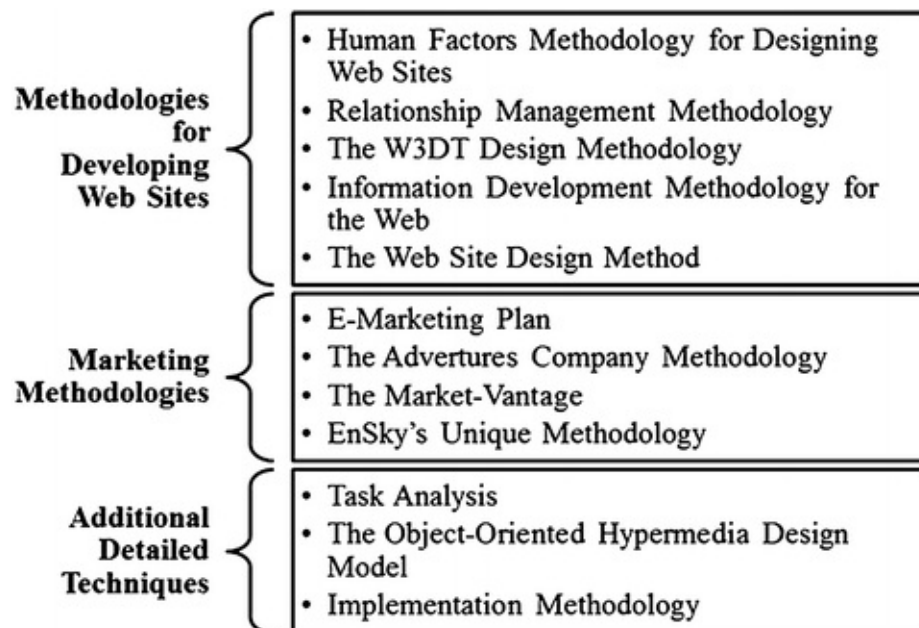 Methodologies
for
Developing
Web Sites
• Human Factors Methodology for Designing
Web Sites
• Relationship Management Methodology
• The W3DT Design Methodology
• Information Development Methodology for
the Web
• The Web Site Design Method
Marketing
Methodologies
• E-Marketing Plan
• The Advertures Company Methodology
• The Market-Vantage
• EnSky's Unique Methodology
Additional
Detailed
Techniques
• Task Analysis
• The Object-Oriented Hypermedia Design
Model
• Implementation Methodology